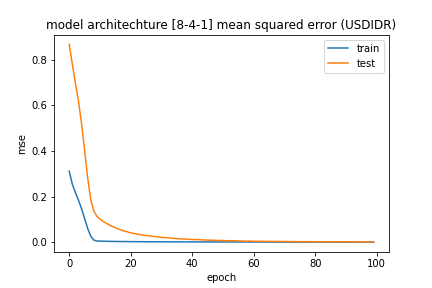 model architechture [8-4-1] mean squared error (USDIDR)
train
test
0.8
0.6
0.4
0.2
0.0
mse
0
20
40
60
80
100
epoch